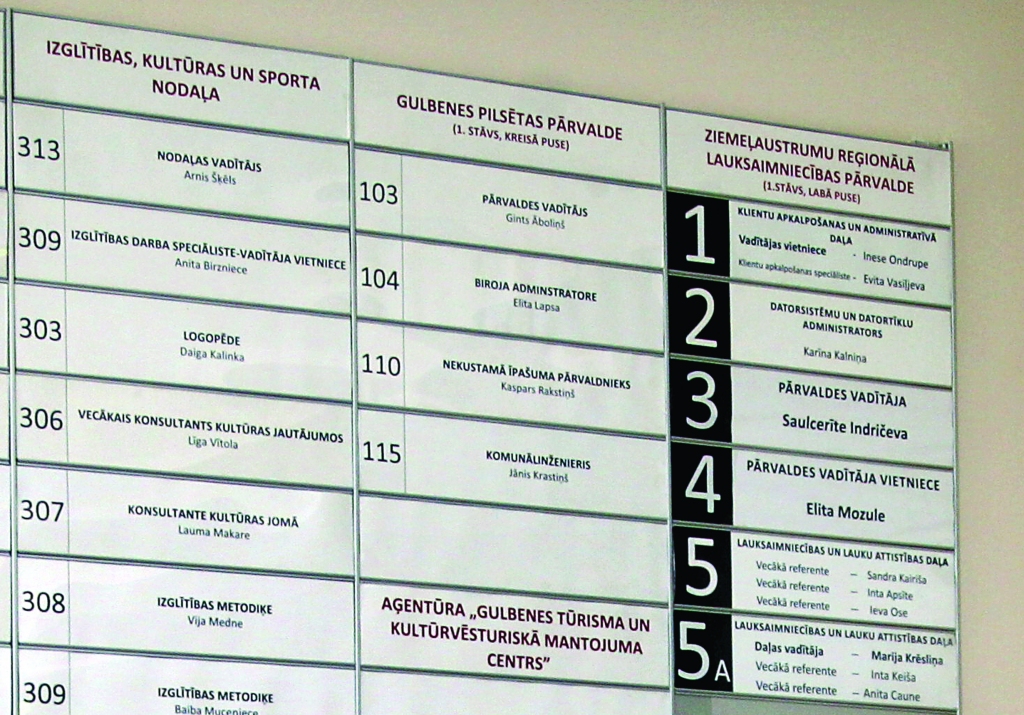 IZGLĪTĪBAS, KULTŪRAS UN SPORTA
NODAĻA
313
NODAĻAS VADĪTĀJS
Arnis Šķēls
309
IZGLĪTĪBAS DARBA SPECIĀLISTE-VADĪTĀJA VIETNIECE
Anita Birzniece
303
LOGOPĒDE
Daiga Kalinka
306
VECĀKAIS KONSULTANTS KULTŪRAS JAUTĀJUMOS
Līga Vītola
307
KONSULTANTE KULTŪRAS JOMĀ
Lauma Makare
308
IZGLĪTĪBAS METODIĶE
Vija Medne
309
IZGLĪTĪBAS METODIĶE
Baiba Muceniece
GULBENES PILSĒTAS PĀRVALDE
(1. STĀVS, KREISĀ PUSE)
103
PĀRVALDES VADĪTĀJS
Gints Āboliņš
104
BIROJA ADMINSTRATORE
Elita Lapsa
110
NEKUSTAMĀ ĪPAŠUMA PĀRVALDNIEKS
Kaspars Rakstiņš
115
KOMUNĀLINŽENIERIS
Jānis Krastiņš
AĢENTŪRA „GULBENES TŪRISMA UN
KULTŪRVĒSTURISKĀ MANTOJUMA
CENTRS”
ZIEMEĻAUSTRUMU REĢIONĀLĀ
LAUKSAIMNIECĪBAS PĀRVALDE
(1.STĀVS, LABĀ PUSE)
1
KLIENTU APKALPOŠANAS UN ADMINISTRATĪVĀ
DAĻA
Vadītājas vietniece - Inese Ondrupe
Klientu apkalpošanas speciāliste - Evita Vasiļjeva
2
DATORSISTĒMU UN DATORTĪKLU
ADMINISTRATORS
Karīna Kalniņa
3
PĀRVALDES VADĪTĀJA
Saulcerīte Indričeva
4
PĀRVALDES VADĪTĀJA VIETNIECE
Elita Mozule
5
LAUKSAIMNIECĪBAS UN LAUKU ATTISTĪBAS DAĻA
Vecākā referente – Sandra Kairiša
Vecākā referente – Inta Apsīte
Vecākā referente – Ieva Ose
5A
LAUKSAIMNIECĪBAS UN LAUKU ATTISTĪBAS DAĻA
Daļas vadītāja – Marija Krēsliņa
Vecākā referente – Inta Keiša
Vecākā referente – Anita Caune